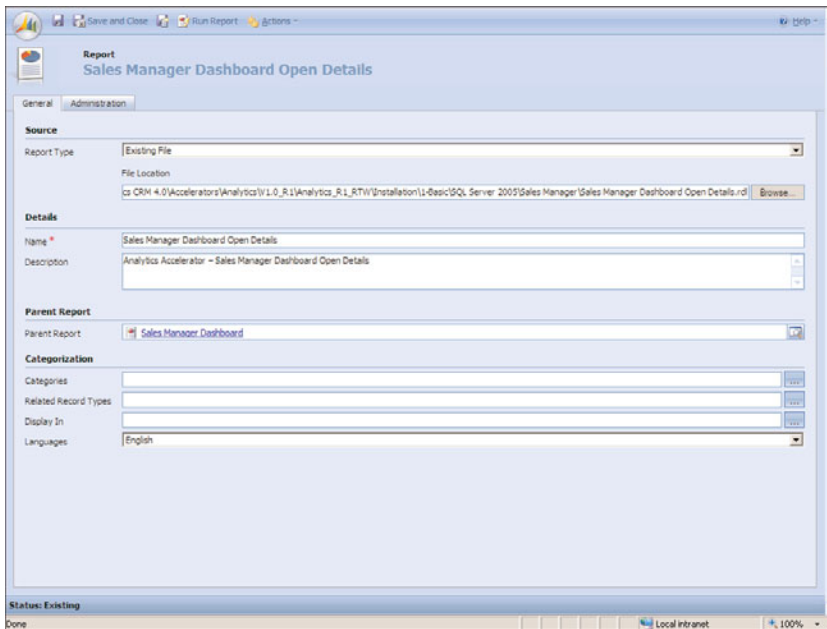 Save and Close Run Report Actions Help
Report
Sales Manager Dashboard Open Details
General Administration
Source
Report Type Existing File
File Location
cs CRM 4.0\Accelerators\Analytics\V1.0_R1\Analytics_R1_RTW\Installation\1-Basic\SQL Server 2005\Sales Manager\Sales Manager Dashboard Open Details.rdl Browse...
Details
Name * Sales Manager Dashboard Open Details
Description Analytics Accelerator – Sales Manager Dashboard Open Details
Parent Report
Parent Report Sales Manager Dashboard
Categorization
Categories ...
Related Record Types ...
Display In ...
Languages English
Status: Existing
Done Local intranet 100%